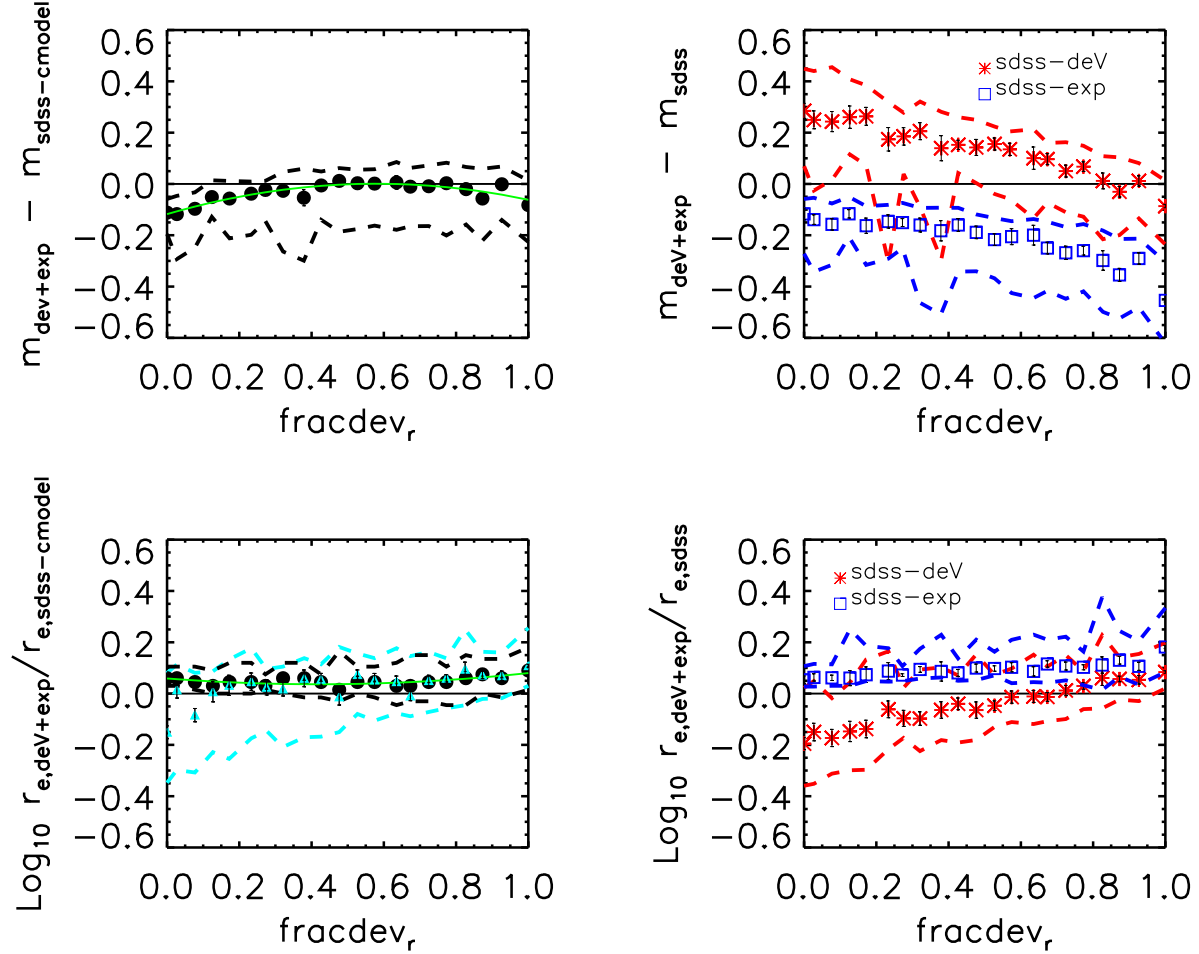 m_dev+exp − m_sdss−cmodel
0.6
0.4
0.2
0.0
−0.2
−0.4
−0.6
0.0 0.2 0.4 0.6 0.8 1.0
fracdev_r
m_deV+exp − m_sdss
0.6
0.4
0.2
0.0
−0.2
−0.4
−0.6
sdss−deV
sdss−exp
0.0 0.2 0.4 0.6 0.8 1.0
fracdev_r
Log_10 r_e,deV+exp/r_e,sdss−cmodel
0.6
0.4
0.2
0.0
−0.2
−0.4
−0.6
0.0 0.2 0.4 0.6 0.8 1.0
fracdev_r
Log_10 r_e,deV+exp/r_e,sdss
0.6
0.4
0.2
0.0
−0.2
−0.4
−0.6
sdss−deV
sdss−exp
0.0 0.2 0.4 0.6 0.8 1.0
fracdev_r